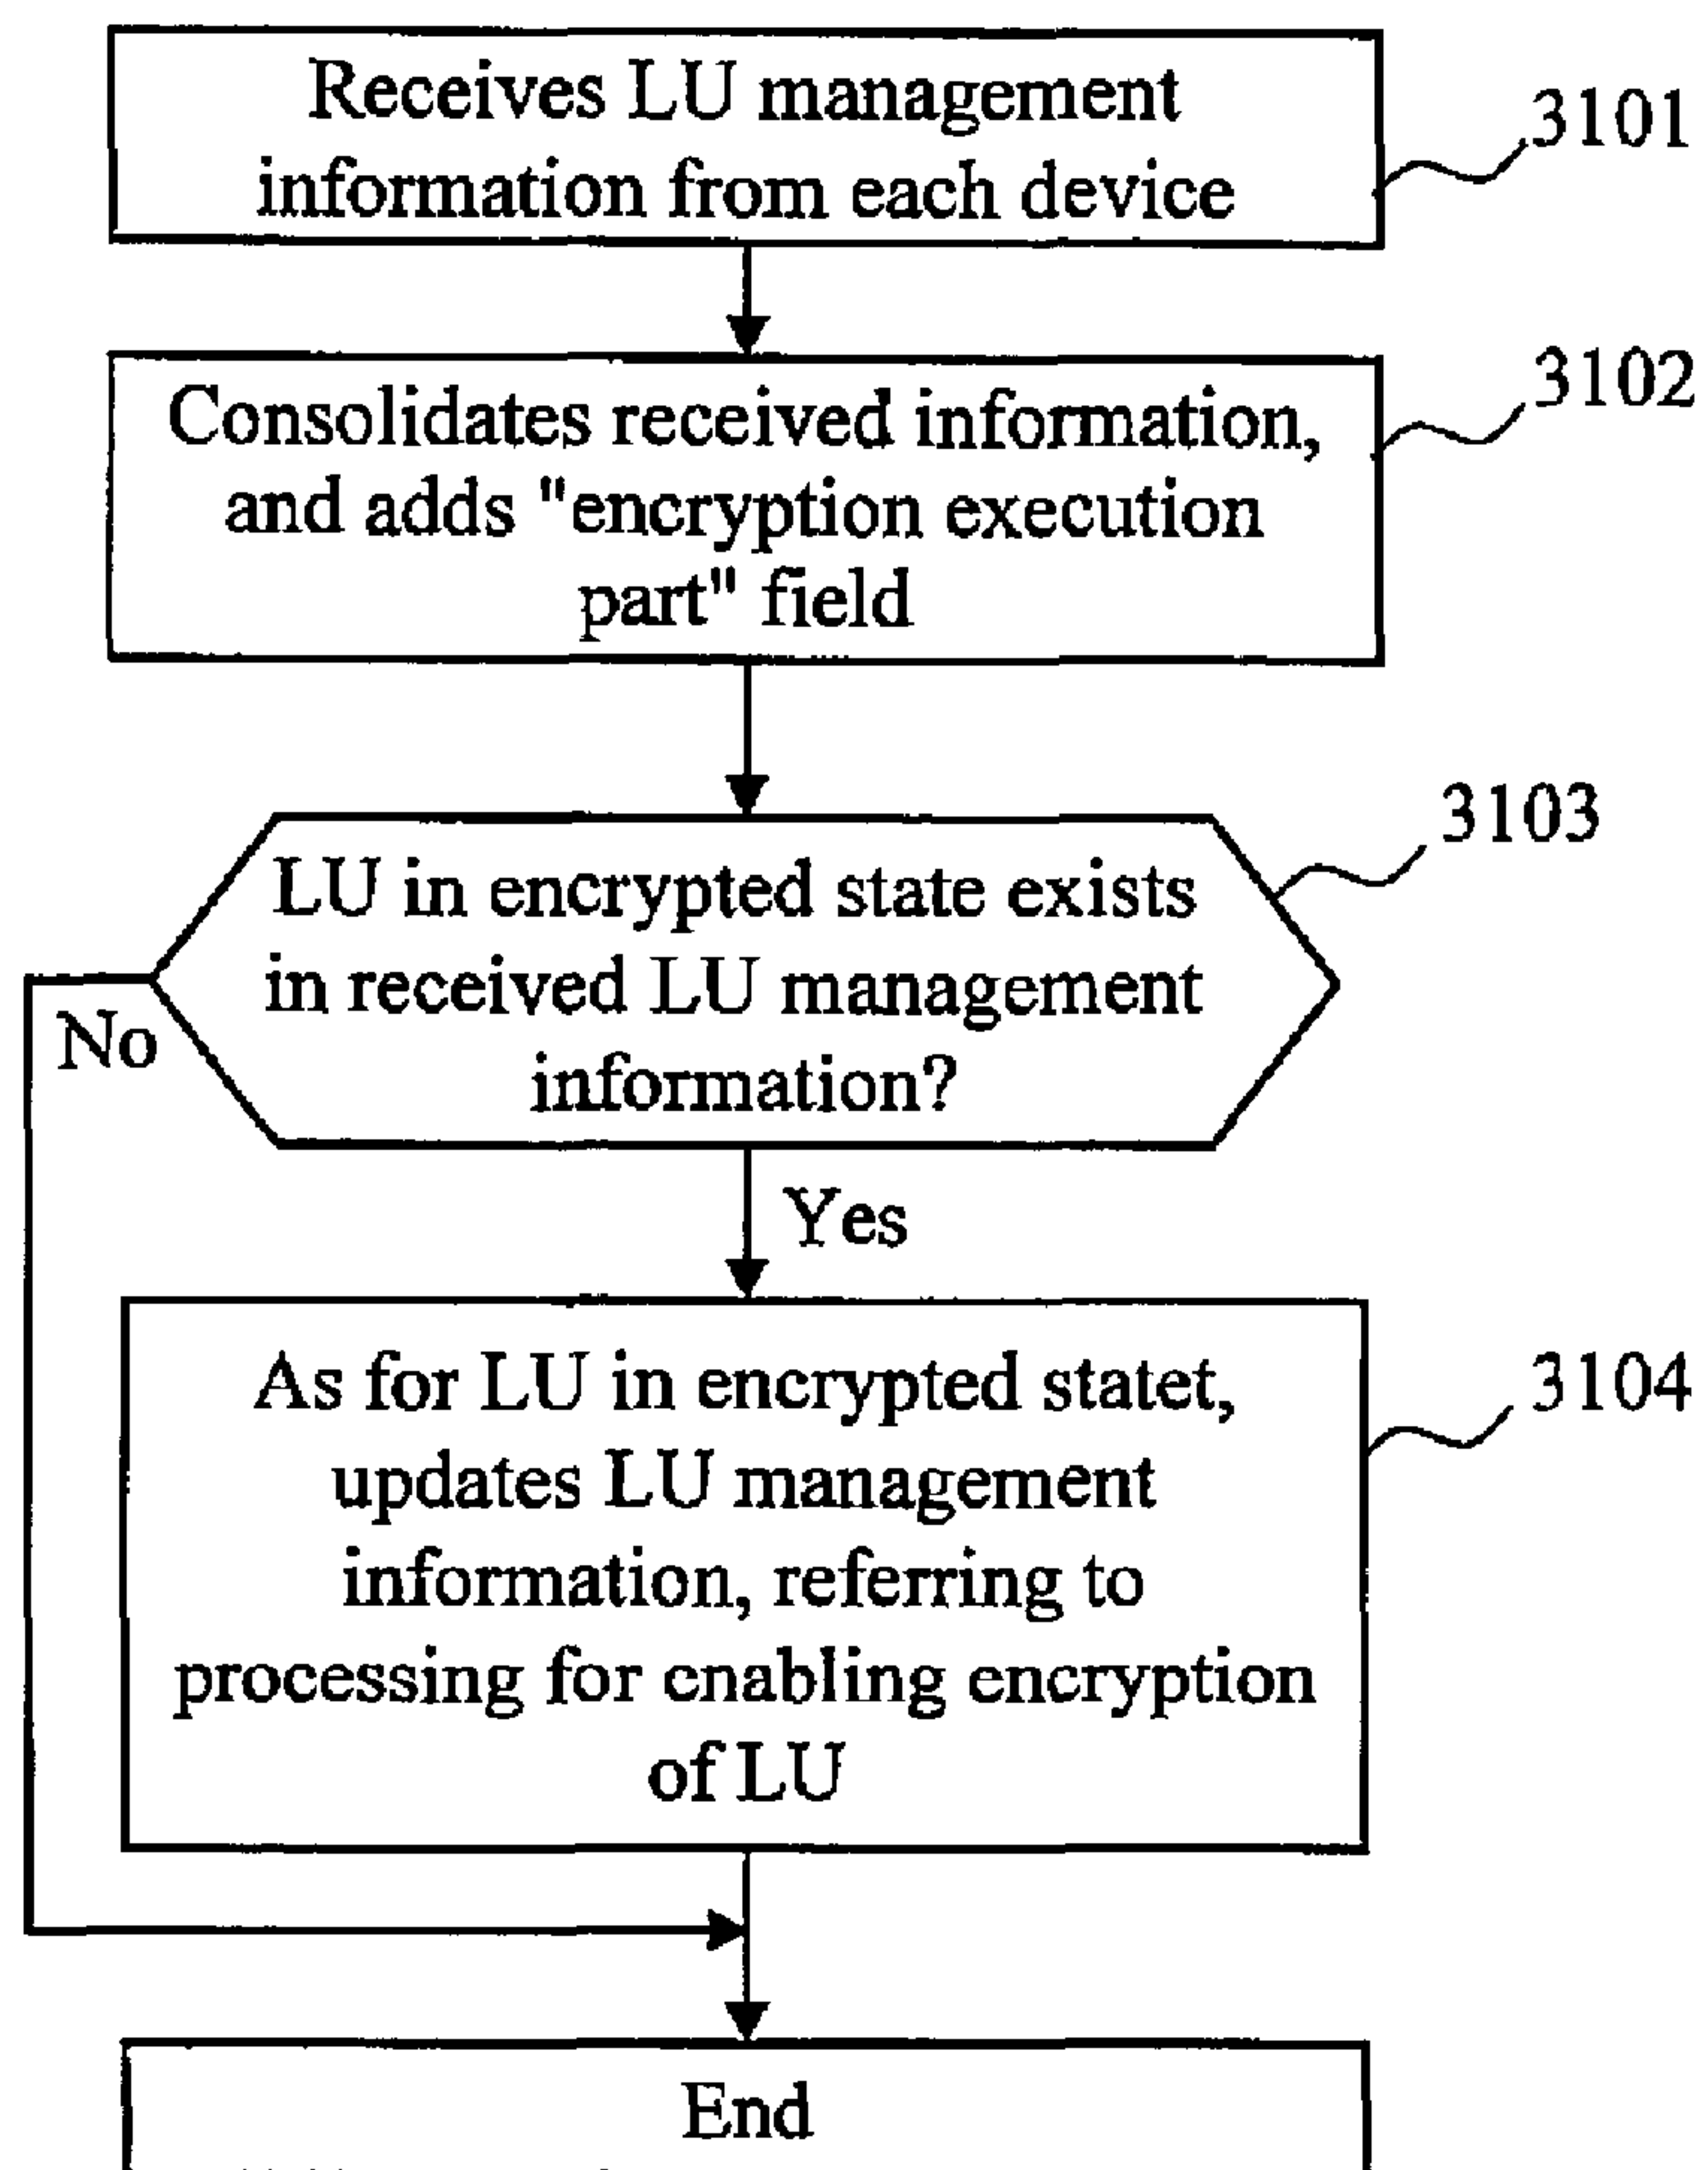 Receives LU management
information from each device
3101
Consolidates received information,
and adds "encryption execution
part" field
3102
LU in encrypted state exists
in received LU management
information?
3103
No
Yes
As for LU in encrypted statet,
updates LU management
information, referring to
processing for enabling encryption
of LU
3104
End